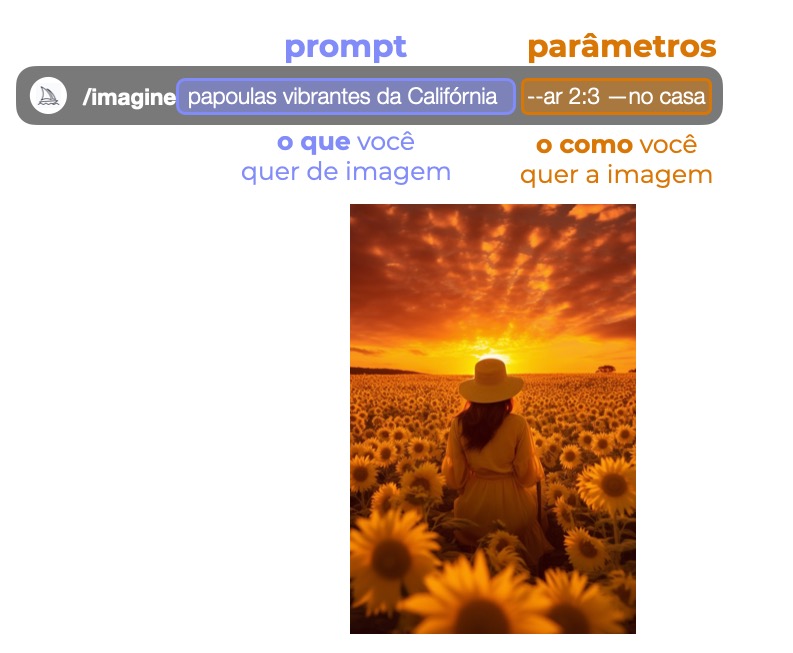 prompt parâmetros
/imagine papoulas vibrantes da Califórnia --ar 2:3 —no casa
o que você
quer de imagem
o como você
quer a imagem